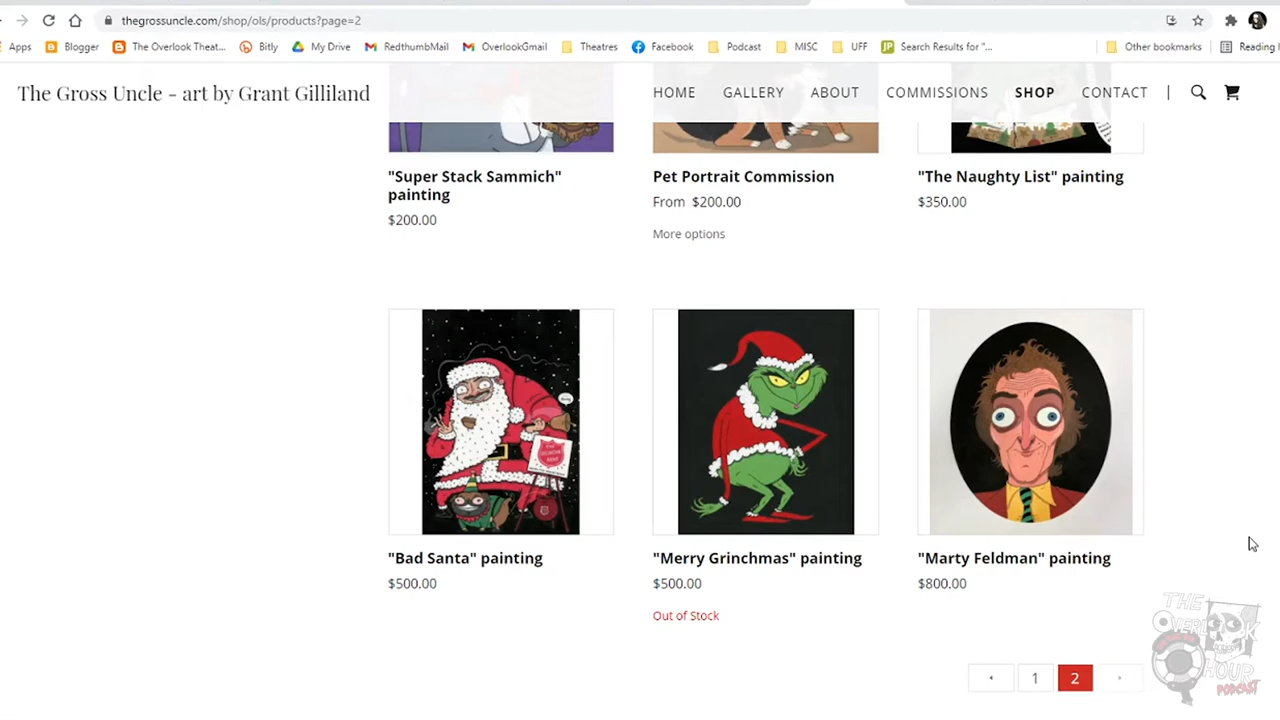 thegrossuncle.com/shop/ols/products?page=2
Apps Blogger The Overlook Theat... Bitly My Drive RedthumbMail OverlookGmail Theatres Facebook Podcast MISC UFF Search Results for "... Other bookmarks Reading l
The Gross Uncle - art by Grant Gilliland HOME GALLERY ABOUT COMMISSIONS SHOP CONTACT |
"Super Stack Sammich" painting
$200.00
Pet Portrait Commission
From $200.00
More options
"The Naughty List" painting
$350.00
"Bad Santa" painting
$500.00
"Merry Grinchmas" painting
$500.00
Out of Stock
"Marty Feldman" painting
$800.00
1 2
THE
OVERLOOK
HOUR
PODCAST